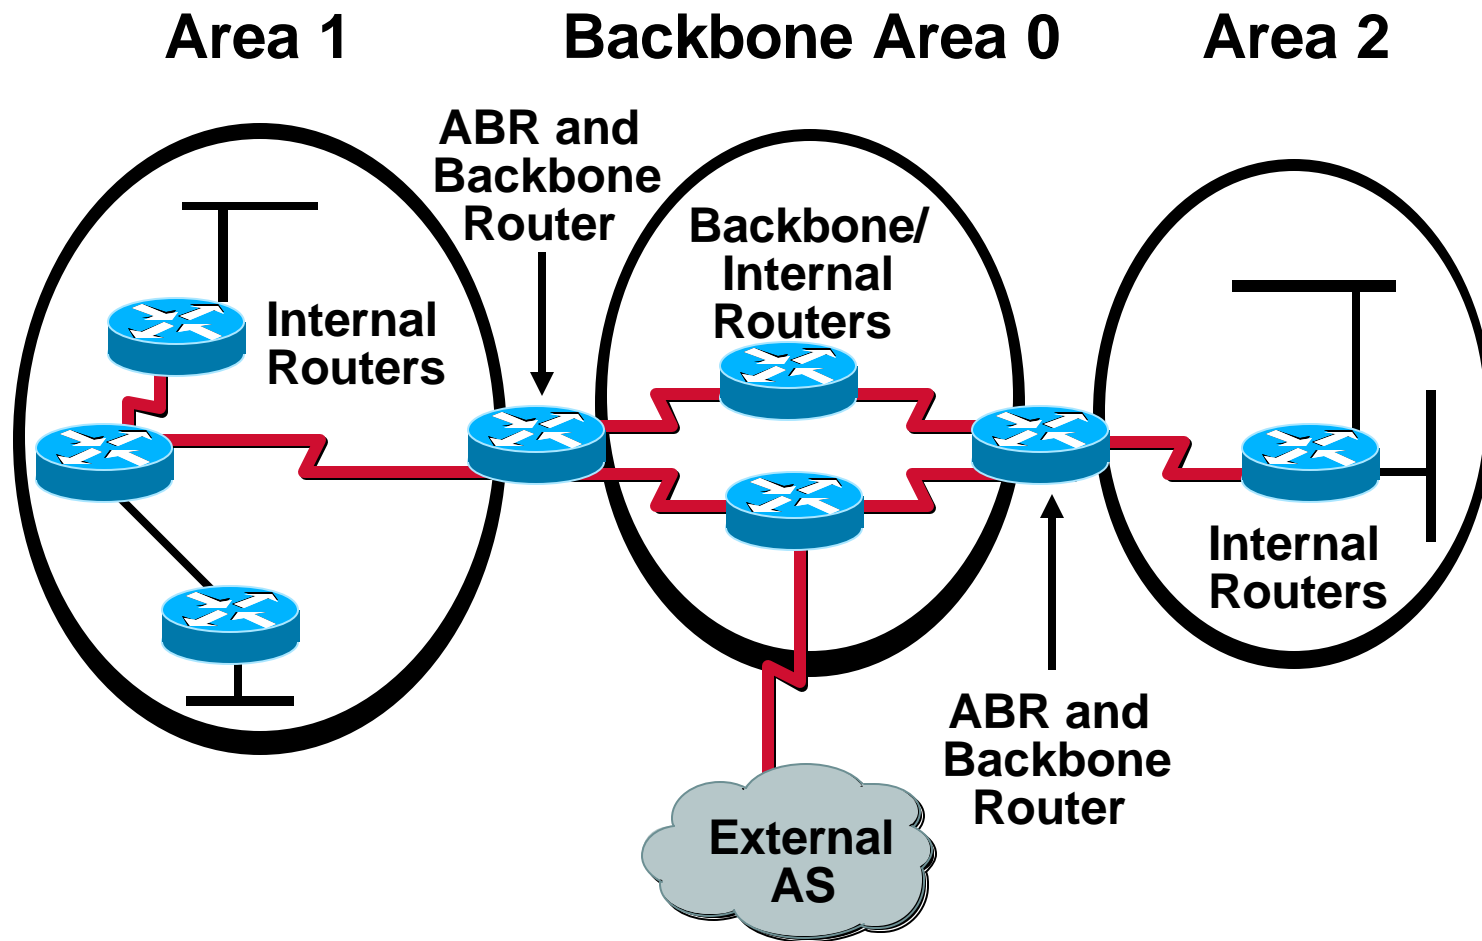 Area 1
Backbone Area 0
Area 2
ABR and
Backbone
Router
Backbone/
Internal
Routers
Internal
Routers
Internal
Routers
ABR and
Backbone
Router
External
AS